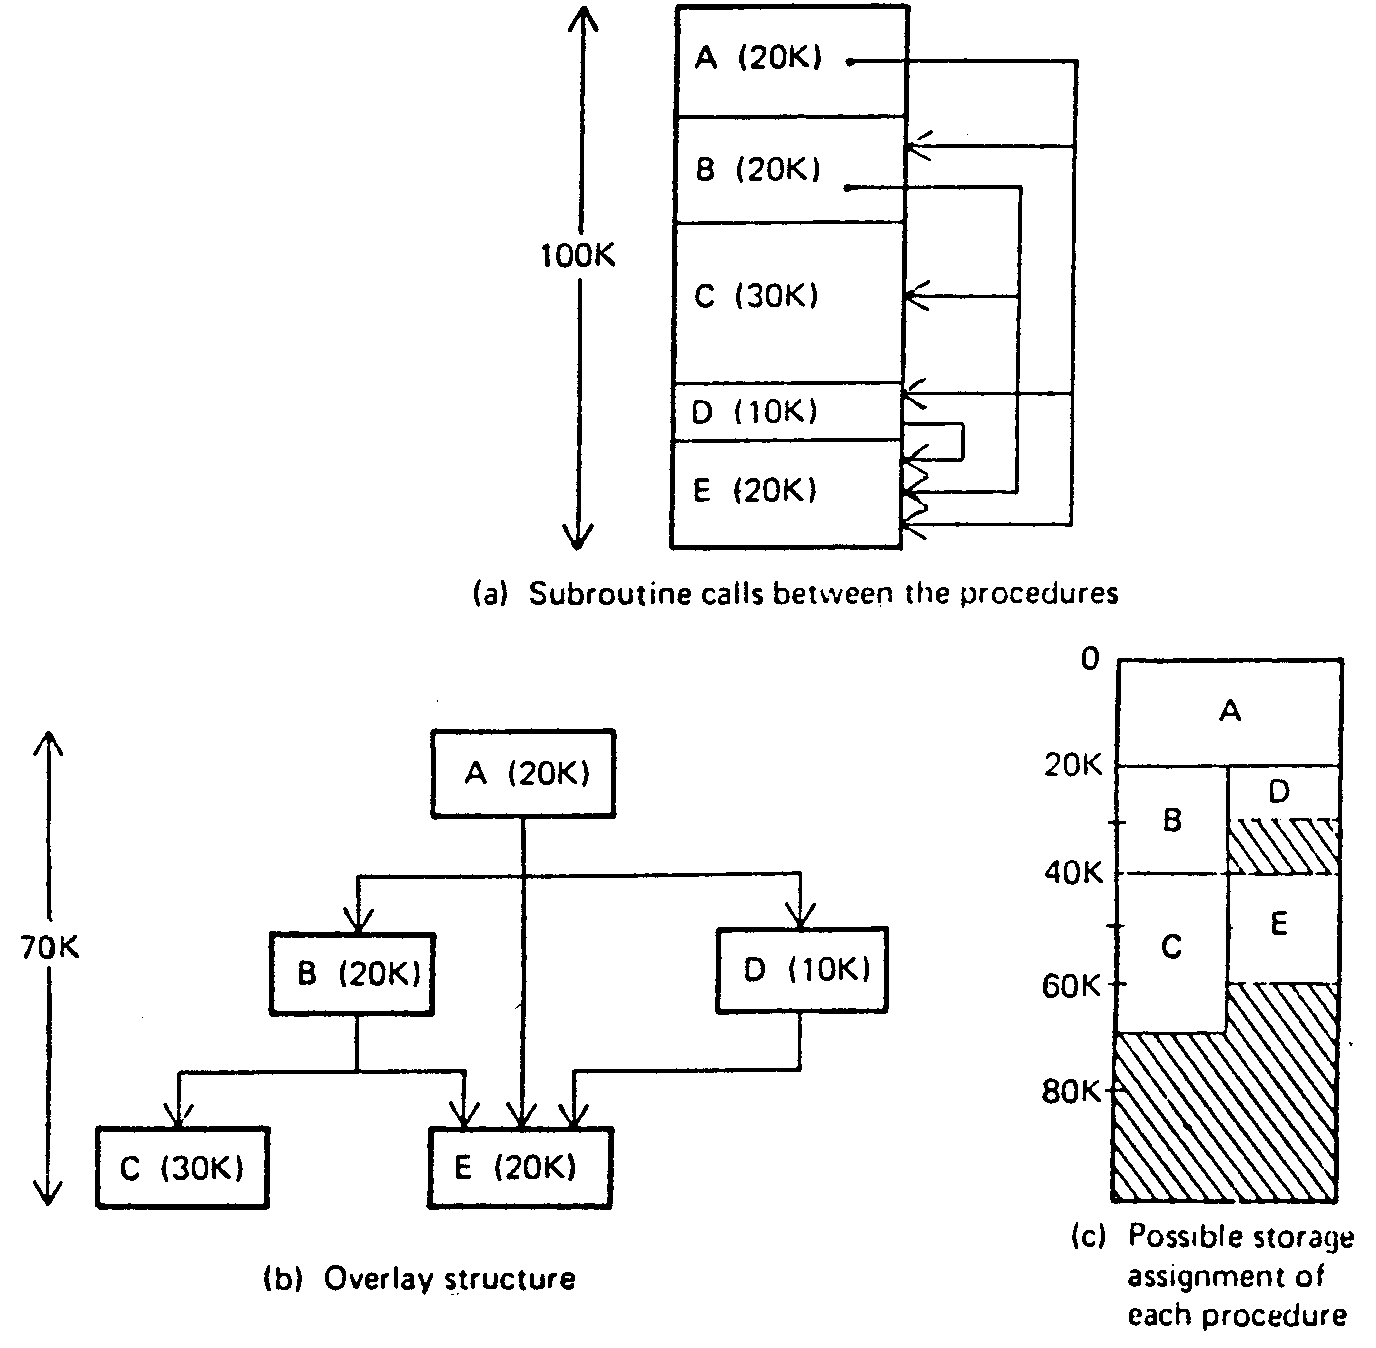 A (20K)
B (20K)
100K
C (30K)
D (10K)
E (20K)
(a) Subroutine calls between the procedures
0
A
20K
D
B
40K
E
C
60K
80K
(c) Possible storage
assignment of
each procedure
A (20K)
70K
B (20K)
D (10K)
C (30K)
E (20K)
(b) Overlay structure